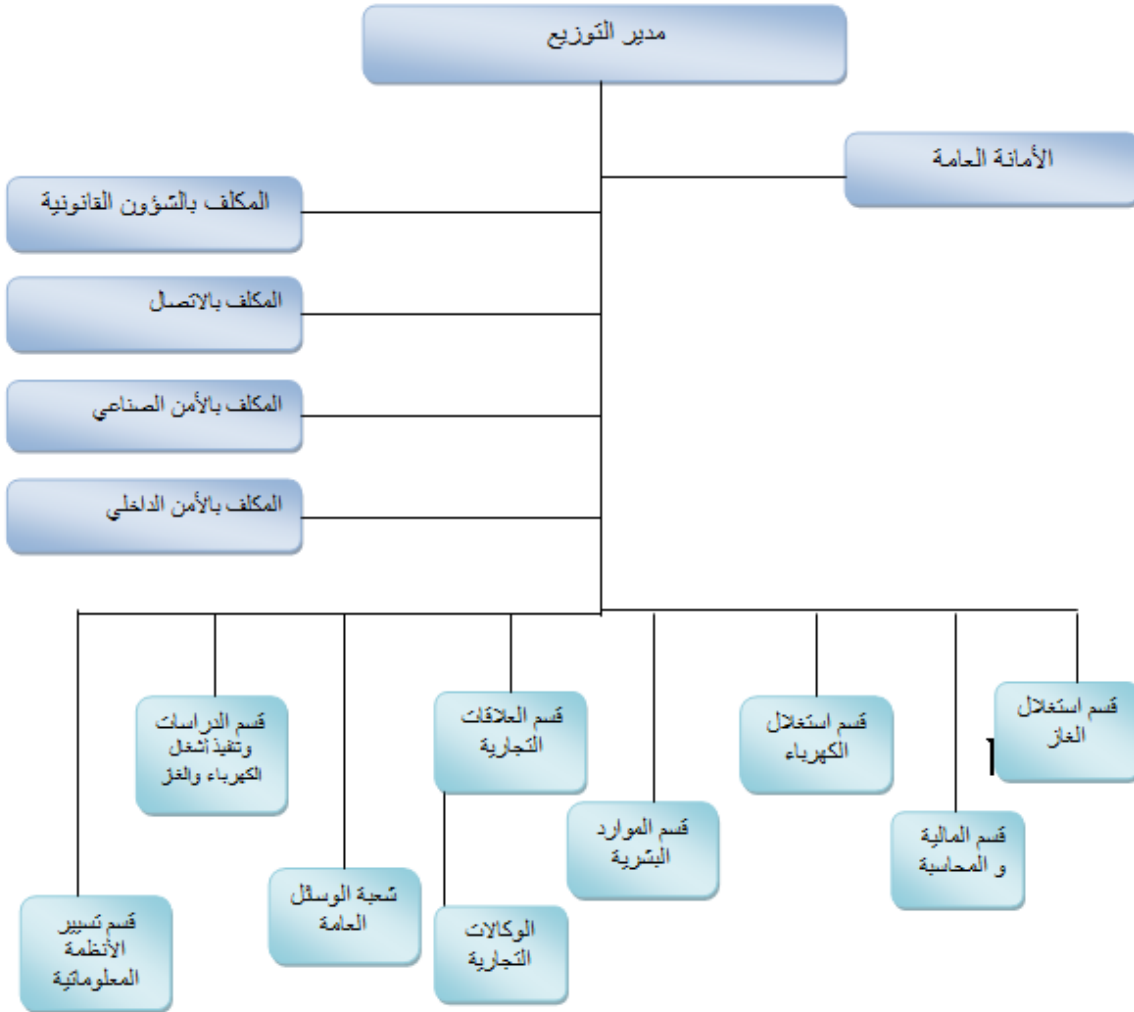 مدير التوزيع
الأمانة العامة
المكلف بالشؤون القانونية
المكلف بالاتصال
المكلف بالأمن الصناعي
المكلف بالأمن الداخلي
قسم استغلال
الغاز
قسم المالية
و المحاسبة
قسم استغلال
الكهرباء
قسم الموارد
البشرية
قسم العلاقات
التجارية
الوكالات
التجارية
شعبة الوسائل
العامة
قسم الدراسات
وتنفيذ أشغال
الكهرباء والغاز
قسم تسيير
الأنظمة
المعلوماتية